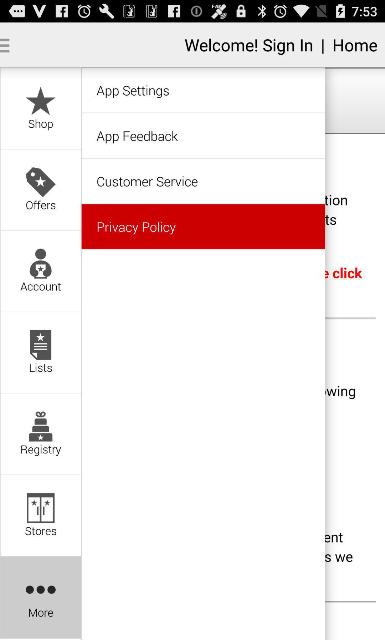 7:53
Welcome! Sign In | Home
Shop
Offers
Account
Lists
Registry
Stores
More
App Settings
App Feedback
Customer Service
Privacy Policy
tion
ts
e click
owing
ent
s we